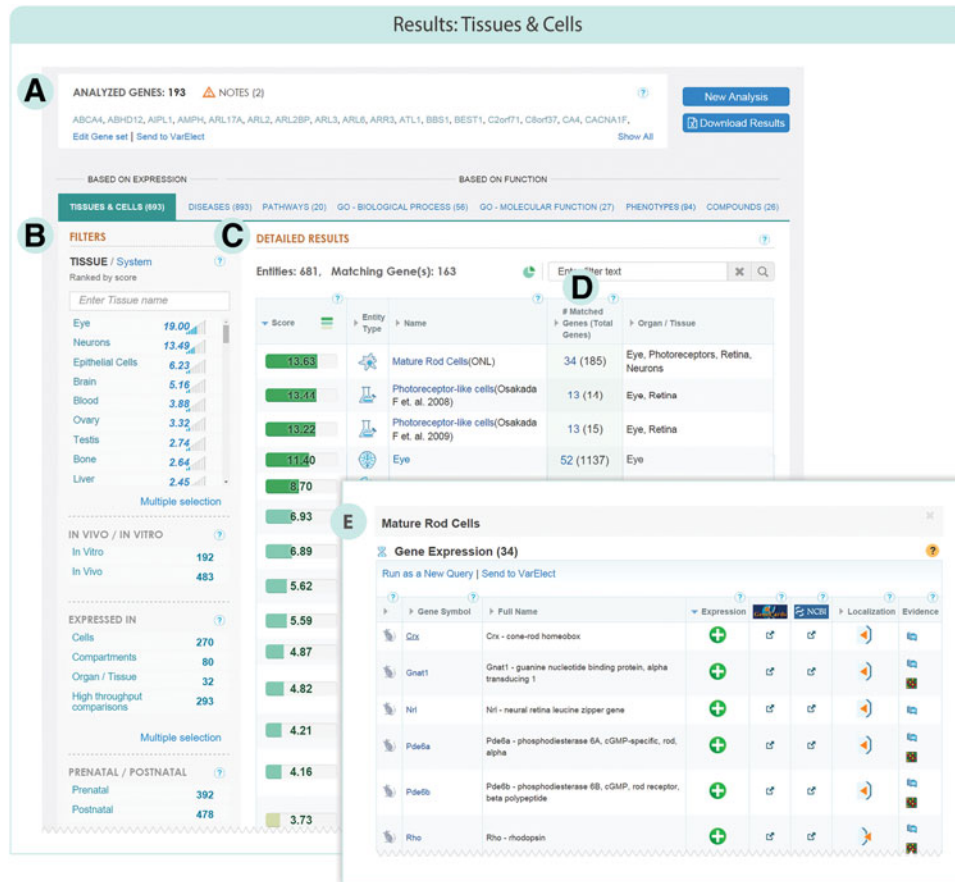 Results: Tissues & Cells
A
ANALYZED GENES: 193 NOTES (2) ?
ABCA4, ABHD12, AIPL1, AMPH, ARL17A, ARL2, ARL2BP, ARL3, ARL6, ARR3, ATL1, BBS1, BEST1, C2orf71, C8orf37, CA4, CACNA1F,
Edit Gene set | Send to VarElect Show All
New Analysis
Download Results
BASED ON EXPRESSION BASED ON FUNCTION
TISSUES & CELLS (693) DISEASES (893) PATHWAYS (20) GO - BIOLOGICAL PROCESS (56) GO - MOLECULAR FUNCTION (27) PHENOTYPES (94) COMPOUNDS (26)
B
FILTERS
TISSUE / System ?
Ranked by score
Enter Tissue name
Eye 19.00
Neurons 13.49
Epithelial Cells 6.23
Brain 5.16
Blood 3.88
Ovary 3.32
Testis 2.74
Bone 2.64
Liver 2.45
Multiple selection
IN VIVO / IN VITRO ?
In Vitro 192
In Vivo 483
EXPRESSED IN ?
Cells 270
Compartments 80
Organ / Tissue 32
High throughput
comparisons 293
Multiple selection
PRENATAL / POSTNATAL ?
Prenatal 392
Postnatal 478
C
DETAILED RESULTS ?
Entities: 681, Matching Gene(s): 163
Enter filter text
D
? ? ?
Score Entity Type Name # Matched Genes (Total Genes) Organ / Tissue
13.63 Mature Rod Cells(ONL) 34 (185) Eye, Photoreceptors, Retina,
Neurons
13.44 Photoreceptor-like cells(Osakada
F et. al. 2008) 13 (14) Eye, Retina
13.22 Photoreceptor-like cells(Osakada
F et. al. 2009) 13 (15) Eye, Retina
11.40 Eye 52 (1137) Eye
8.70
6.93
6.89
5.62
5.59
4.87
4.82
4.21
4.16
3.73
E
Mature Rod Cells
Gene Expression (34) ?
Run as a New Query | Send to VarElect
? ? ? ? ? ?
Gene Symbol Full Name Expression GeneCards NCBI Localization Evidence
Crx Crx - cone-rod homeobox
Gnat1 Gnat1 - guanine nucleotide binding protein, alpha
transducing 1
Nrl Nrl - neural retina leucine zipper gene
Pde6a Pde6a - phosphodiesterase 6A, cGMP-specific, rod,
alpha
Pde6b Pde6b - phosphodiesterase 6B, cGMP, rod receptor,
beta polypeptide
Rho Rho - rhodopsin